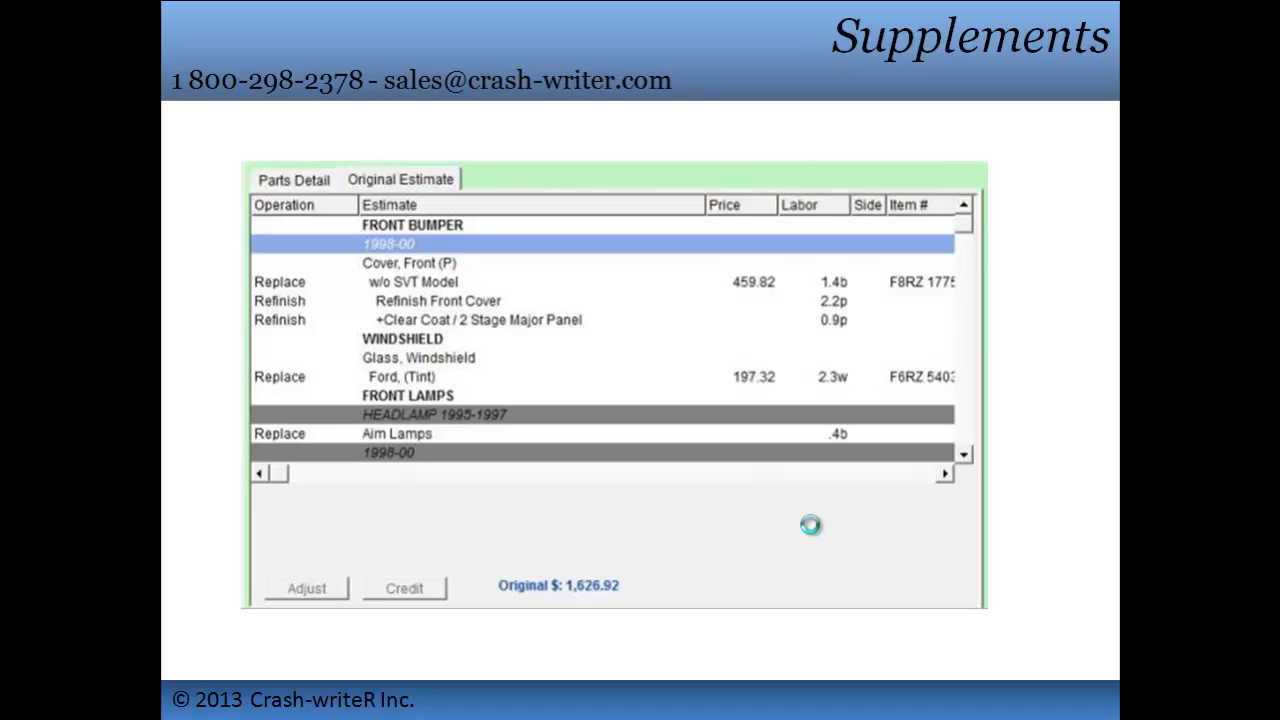 Supplements
1 800-298-2378 - sales@crash-writer.com
Parts Detail Original Estimate
Operation Estimate Price Labor Side Item #
FRONT BUMPER
1998-00
Cover, Front (P)
Replace w/o SVT Model 459.82 1.4b F8RZ 1775
Refinish Refinish Front Cover 2.2p
Refinish +Clear Coat / 2 Stage Major Panel 0.9p
WINDSHIELD
Glass, Windshield
Replace Ford, (Tint) 197.32 2.3w F6RZ 5403
FRONT LAMPS
HEADLAMP 1995-1997
Replace Aim Lamps .4b
1998-00
Adjust Credit Original $: 1,626.92
© 2013 Crash-writeR Inc.